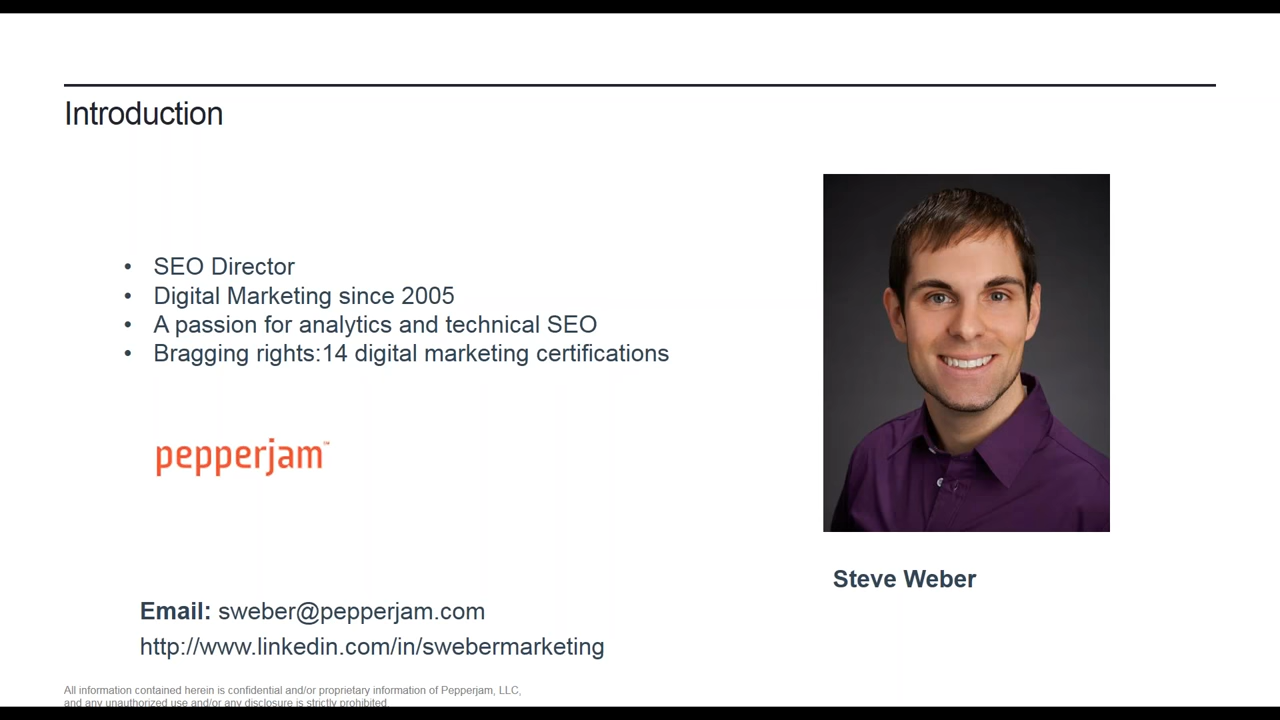 Introduction
• SEO Director
• Digital Marketing since 2005
• A passion for analytics and technical SEO
• Bragging rights:14 digital marketing certifications
pepperjam™
Steve Weber
Email: sweber@pepperjam.com
http://www.linkedin.com/in/swebermarketing
All information contained herein is confidential and/or proprietary information of Pepperjam, LLC,
and any unauthorized use and/or any disclosure is strictly prohibited.